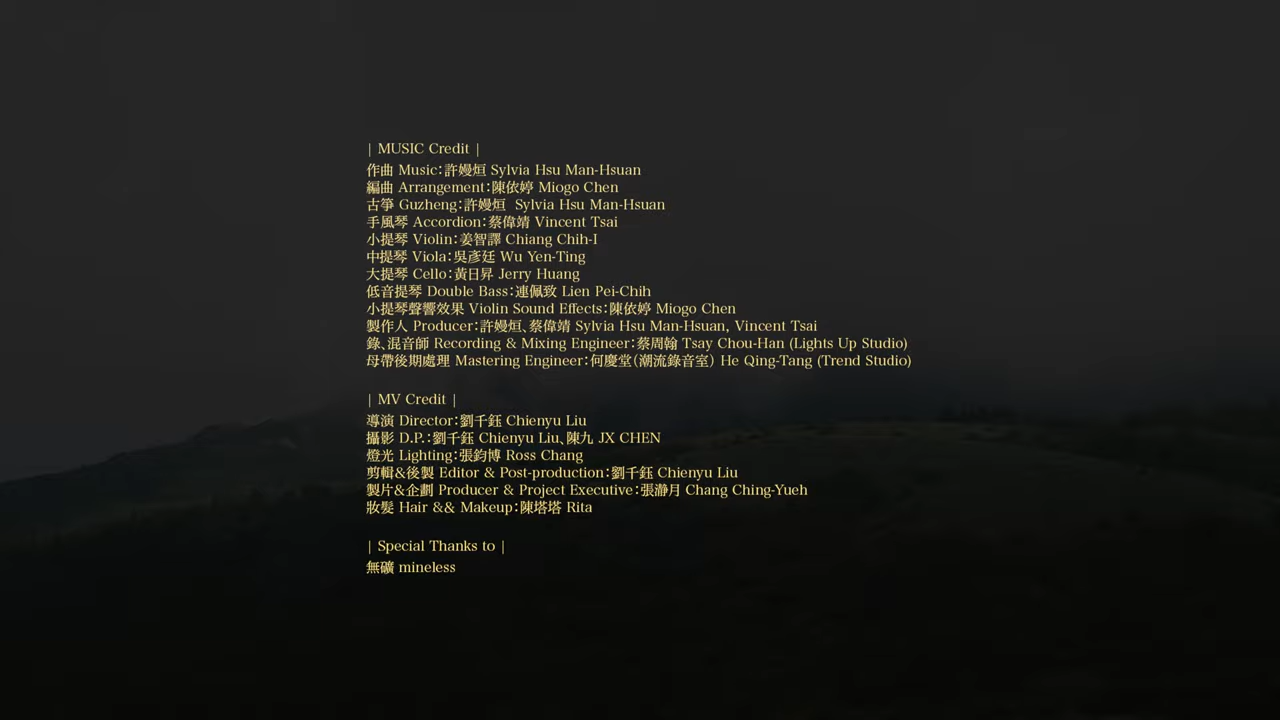 | MUSIC Credit |
作曲 Music：許嫚烜 Sylvia Hsu Man-Hsuan
編曲 Arrangement：陳依婷 Miogo Chen
古箏 Guzheng：許嫚烜  Sylvia Hsu Man-Hsuan
手風琴 Accordion：蔡偉靖 Vincent Tsai
小提琴 Violin：姜智譯 Chiang Chih-I
中提琴 Viola：吳彥廷 Wu Yen-Ting
大提琴 Cello：黃日昇 Jerry Huang
低音提琴 Double Bass：連佩致 Lien Pei-Chih
小提琴聲響效果 Violin Sound Effects：陳依婷 Miogo Chen
製作人 Producer：許嫚烜、蔡偉靖 Sylvia Hsu Man-Hsuan, Vincent Tsai
錄、混音師 Recording & Mixing Engineer：蔡周翰 Tsay Chou-Han (Lights Up Studio)
母帶後期處理 Mastering Engineer：何慶堂（潮流錄音室） He Qing-Tang (Trend Studio)
| MV Credit |
導演 Director：劉千鈺 Chienyu Liu
攝影 D.P.：劉千鈺 Chienyu Liu、陳九 JX CHEN
燈光 Lighting：張鈞博 Ross Chang
剪輯&後製 Editor & Post-production：劉千鈺 Chienyu Liu
製片&企劃 Producer & Project Executive：張瀞月 Chang Ching-Yueh
妝髮 Hair && Makeup：陳塔塔 Rita
| Special Thanks to |
無礦 mineless